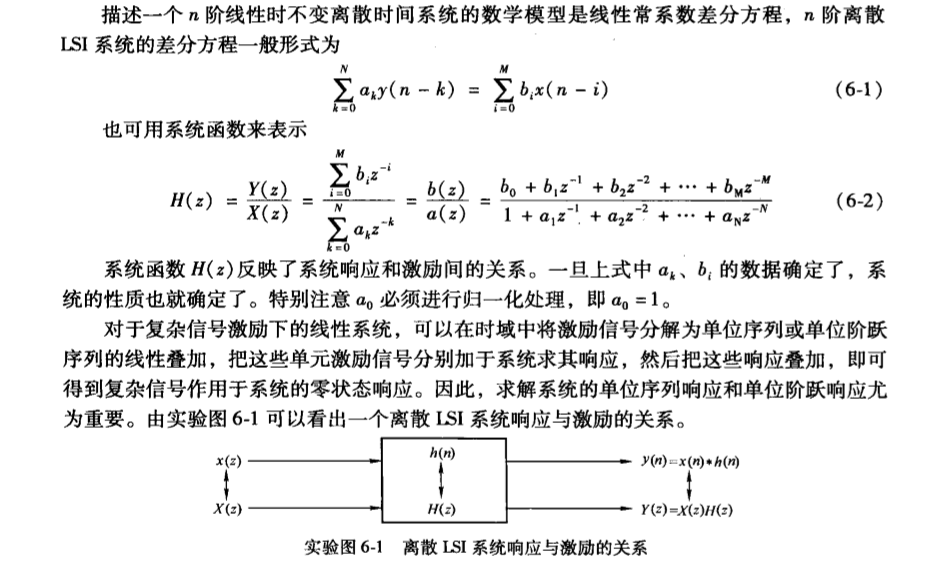 描述一个 n 阶线性时不变离散时间系统的数学模型是线性常系数差分方程，n 阶离散
LSI 系统的差分方程一般形式为
$$\sum_{k=0}^{N} a_k y(n-k) = \sum_{i=0}^{M} b_i x(n-i)$$ (6-1)
也可用系统函数来表示
$$H(z) = \frac{Y(z)}{X(z)} = \frac{\sum_{i=0}^{M} b_i z^{-i}}{\sum_{k=0}^{N} a_k z^{-k}} = \frac{b(z)}{a(z)} = \frac{b_0 + b_1 z^{-1} + b_2 z^{-2} + \cdots + b_M z^{-M}}{1 + a_1 z^{-1} + a_2 z^{-2} + \cdots + a_N z^{-N}}$$ (6-2)
系统函数 H(z)反映了系统响应和激励间的关系。一旦上式中 a_k、b_i 的数据确定了，系
统的性质也就确定了。特别注意 a_0 必须进行归一化处理，即 a_0 = 1。
对于复杂信号激励下的线性系统，可以在时域中将激励信号分解为单位序列或单位阶跃
序列的线性叠加，把这些单元激励信号分别加于系统求其响应，然后把这些响应叠加，即可
得到复杂信号作用于系统的零状态响应。因此，求解系统的单位序列响应和单位阶跃响应尤
为重要。由实验图 6-1 可以看出一个离散 LSI 系统响应与激励的关系。
x(z) h(n) y(n)=x(n)*h(n)
X(z) H(z) Y(z)=X(z)H(z)
实验图 6-1 离散 LSI 系统响应与激励的关系